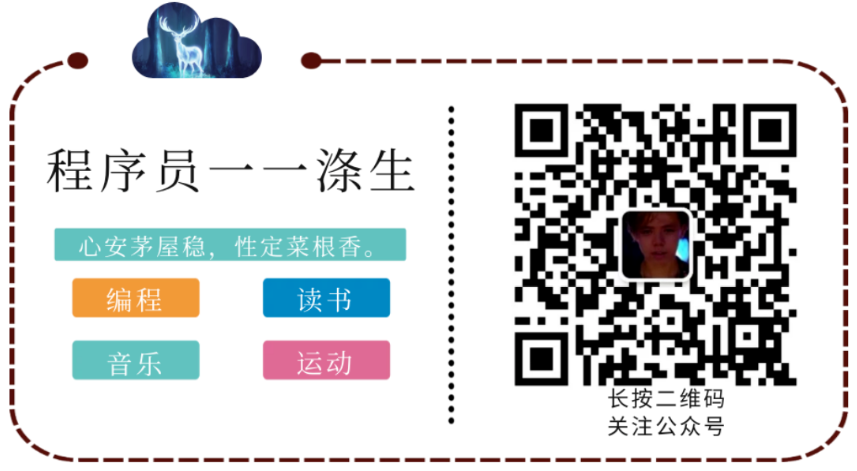 程序员一一涤生
心安茅屋稳，性定菜根香。
编程
读书
音乐
运动
长按二维码
关注公众号